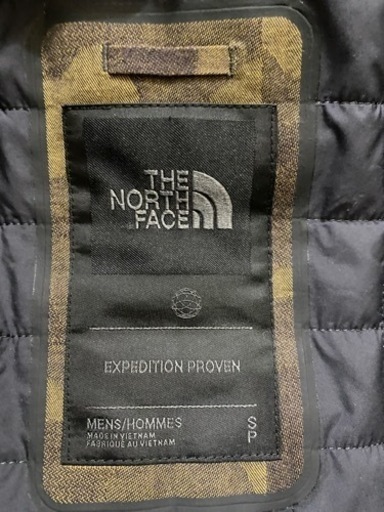 THE
NORTH
FACE
EXPEDITION PROVEN
MENS/HOMMES S
MADE IN VIETNAM P
FABRIQUÉ AU VIETNAM